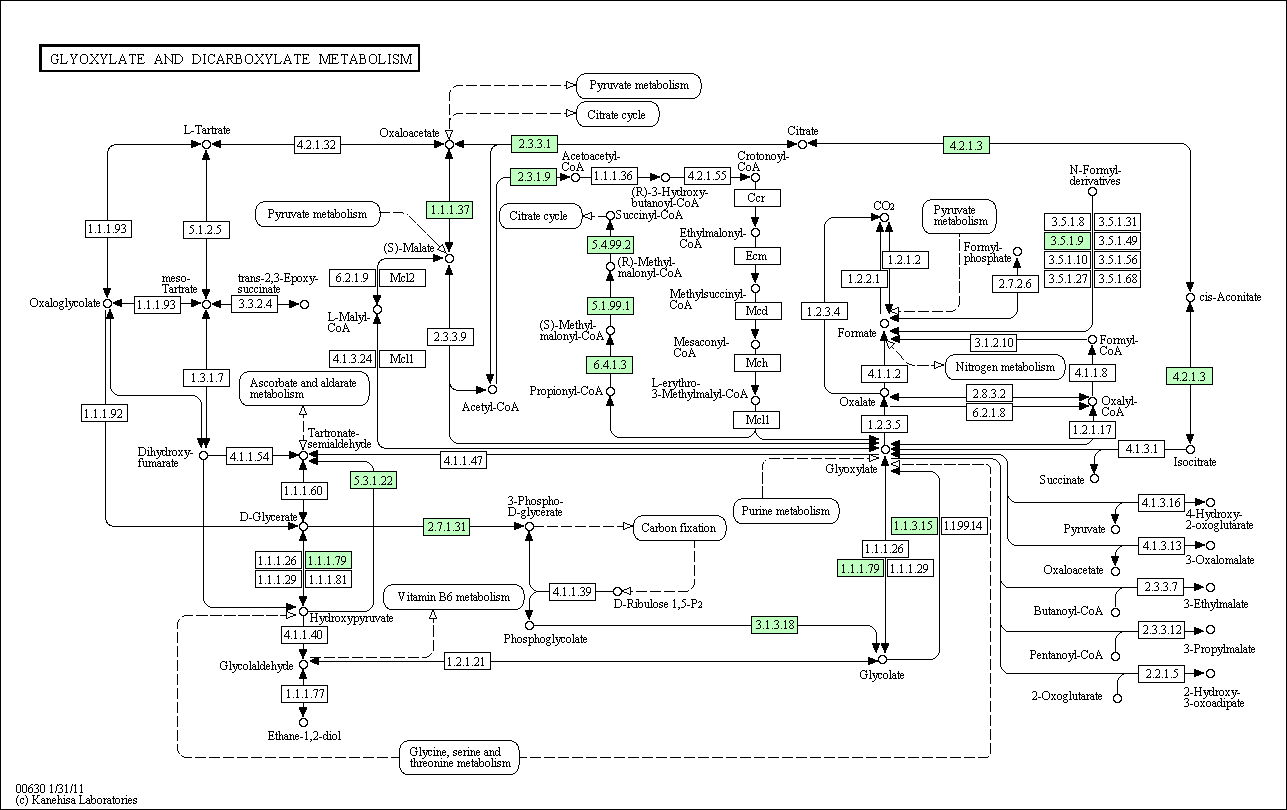 GLYOXYLATE AND DICARBOXYLATE METABOLISM
Pyruvate metabolism
Citrate cycle
L-Tartrate
4.2.1.32
Oxaloacetate
2.3.3.1
Citrate
4.2.1.3
2.3.1.9
Acetoacetyl-
CoA
1.1.1.36
(R)-3-Hydroxy-
butanoyl-CoA
4.2.1.55
Crotonoyl-
CoA
Ccr
Ethylmalonyl-
CoA
Ecm
Methylsuccinyl-
CoA
Mcd
Mesaconyl-
CoA
Mch
L-erythro-
3-Methylmalyl-CoA
Mcl1
Citrate cycle
Succinyl-CoA
5.4.99.2
(R)-Methyl-
malonyl-CoA
5.1.99.1
(S)-Methyl-
malonyl-CoA
6.4.1.3
Propionyl-CoA
Pyruvate metabolism
1.1.1.37
(S)-Malate
6.2.1.9
Mcl2
L-Malyl-
CoA
4.1.3.24
Mcl1
2.3.3.9
Acetyl-CoA
1.1.1.93
5.1.2.5
meso-
Tartrate
trans-2,3-Epoxy-
succinate
Oxaloglycolate
1.1.1.93
3.3.2.4
1.3.1.7
1.1.1.92
Ascorbate and aldarate
metabolism
CO2
Pyruvate
metabolism
1.2.1.2
1.2.2.1
1.2.3.4
Formyl-
phosphate
2.7.2.6
N-Formyl-
derivatives
3.5.1.8
3.5.1.31
3.5.1.9
3.5.1.49
3.5.1.10
3.5.1.56
3.5.1.27
3.5.1.68
cis-Aconitate
4.2.1.3
Formate
3.1.2.10
Formyl-
CoA
Nitrogen metabolism
4.1.1.2
4.1.1.8
Oxalate
2.8.3.2
6.2.1.8
Oxalyl-
CoA
1.2.3.5
1.2.1.17
4.1.3.1
Isocitrate
Succinate
Glyoxylate
Dihydroxy-
fumarate
4.1.1.54
Tartronate-
semialdehyde
4.1.1.47
5.3.1.22
1.1.1.60
D-Glycerate
2.7.1.31
3-Phospho-
D-glycerate
Carbon fixation
Purine metabolism
1.1.3.15
1.1.99.14
1.1.1.26
1.1.1.79
1.1.1.29
1.1.1.26
1.1.1.79
1.1.1.29
1.1.1.81
Vitamin B6 metabolism
4.1.1.39
D-Ribulose 1,5-P2
Hydroxypyruvate
Phosphoglycolate
3.1.3.18
4.1.1.40
Glycolaldehyde
1.2.1.21
Glycolate
1.1.1.77
Ethane-1,2-diol
Glycine, serine and
threonine metabolism
4.1.3.16
4-Hydroxy-
2-oxoglutarate
Pyruvate
4.1.3.13
3-Oxalomalate
Oxaloacetate
2.3.3.7
3-Ethylmalate
Butanoyl-CoA
2.3.3.12
3-Propylmalate
Pentanoyl-CoA
2.2.1.5
2-Hydroxy-
3-oxoadipate
2-Oxoglutarate
00630 1/31/11
(c) Kanehisa Laboratories